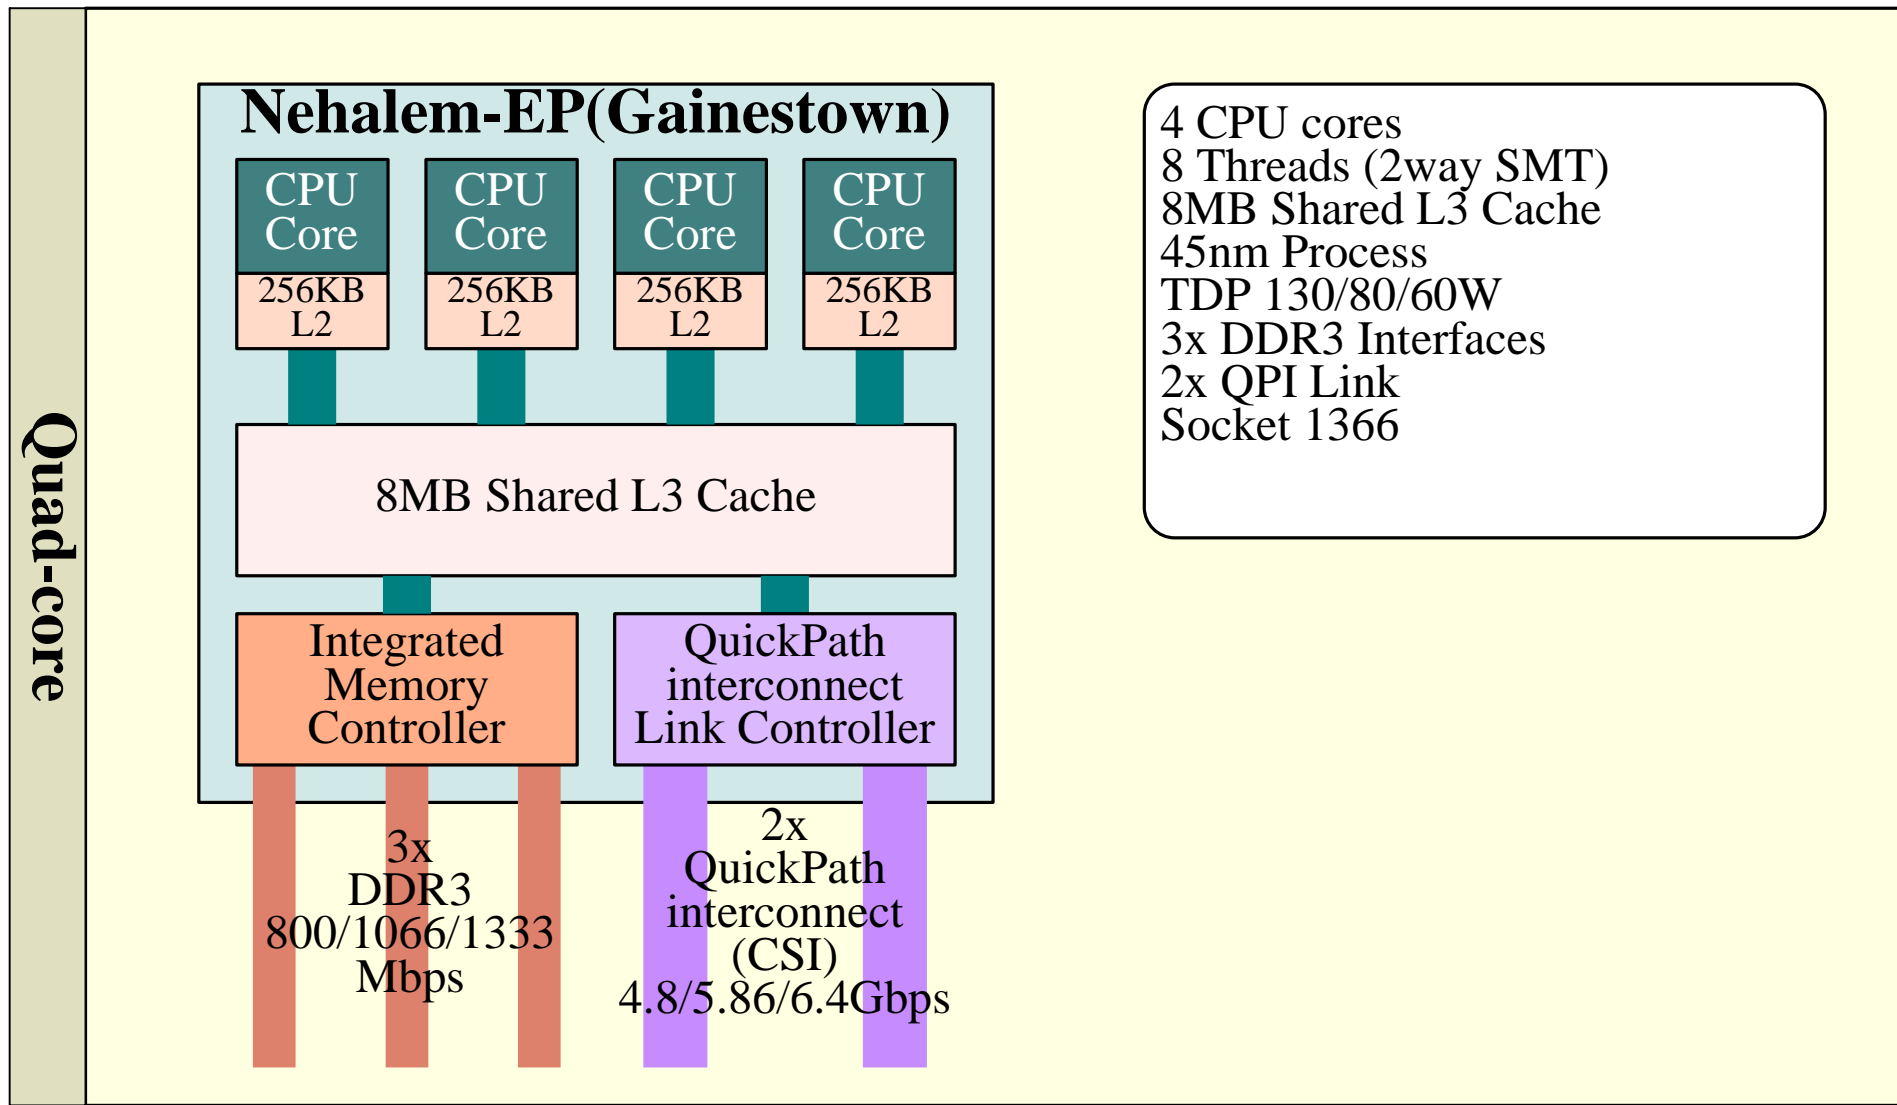 Quad-core
Nehalem-EP(Gainestown)
CPU
Core
256KB
L2
CPU
Core
256KB
L2
CPU
Core
256KB
L2
CPU
Core
256KB
L2
8MB Shared L3 Cache
Integrated
Memory
Controller
QuickPath
interconnect
Link Controller
3x
DDR3
800/1066/1333
Mbps
2x
QuickPath
interconnect
(CSI)
4.8/5.86/6.4Gbps
4 CPU cores
8 Threads (2way SMT)
8MB Shared L3 Cache
45nm Process
TDP 130/80/60W
3x DDR3 Interfaces
2x QPI Link
Socket 1366